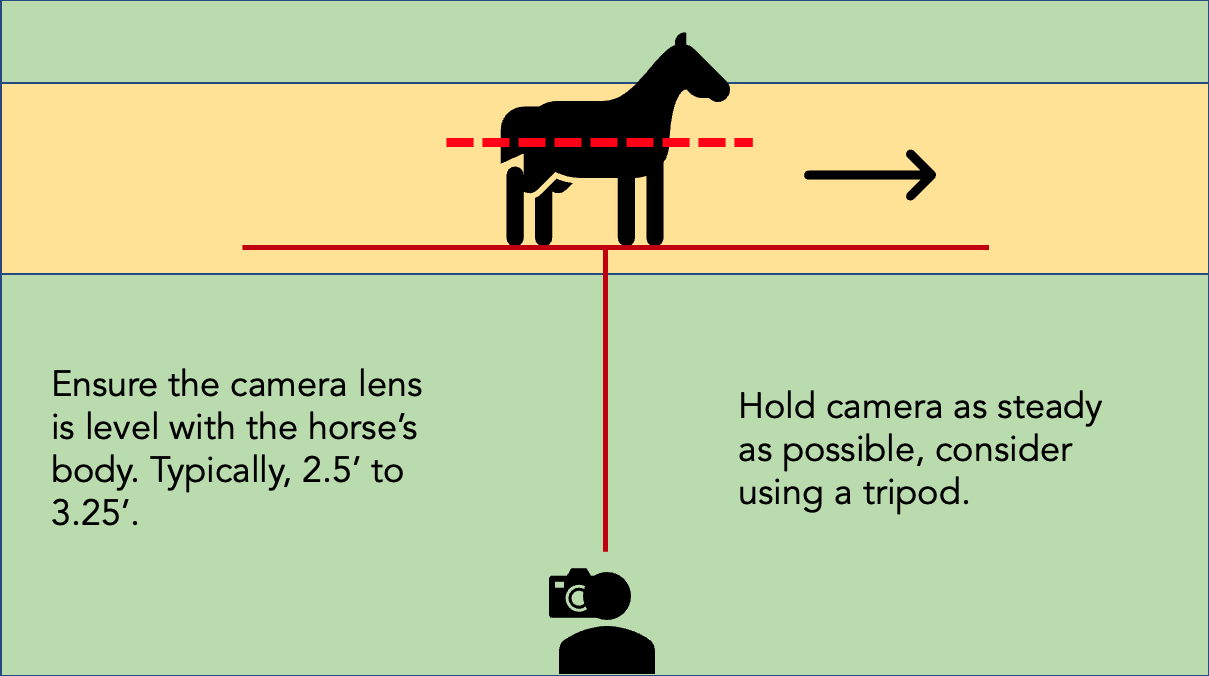 Ensure the camera lens
is level with the horse’s
body. Typically, 2.5’ to
3.25’.
Hold camera as steady
as possible, consider
using a tripod.